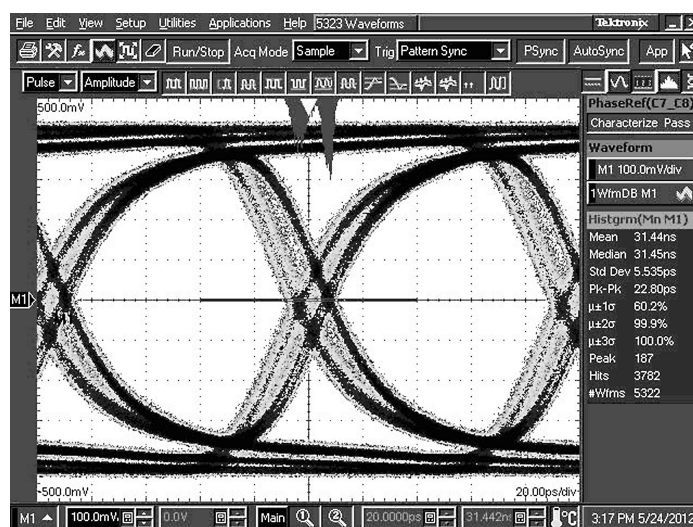 File Edit View Setup Utilities Applications Help 5323 Waveforms Tektronix
Run/Stop Acq Mode Sample Trig Pattern Sync PSync AutoSync App
Pulse Amplitude
500.0mV
PhaseRef(C7_C8)
Characterize Pass
Waveform
M1 100.0mV/div
1WfmDB M1
Histgrm(Mn M1)
Mean 31.44ns
Median 31.45ns
Std Dev 5.535ps
Pk-Pk 22.80ps
µ±1σ 60.2%
µ±2σ 99.9%
µ±3σ 100.0%
Peak 187
Hits 3782
#Wfms 5322
M1
-500.0mV 20.00ps/div
M1 100.0mV 0.0V Main 1 2 20.0000ps 31.442n °C 3:17 PM 5/24/201